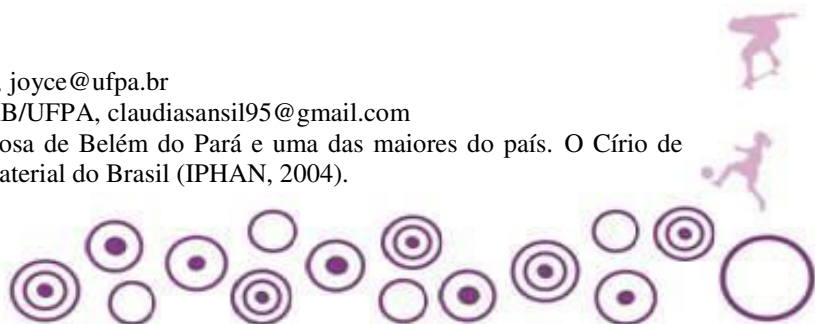 , joyce@ufpa.br
B/UFPA, claudiasansil95@gmail.com
osa de Belém do Pará e uma das maiores do país. O Círio de
aterial do Brasil (IPHAN, 2004).